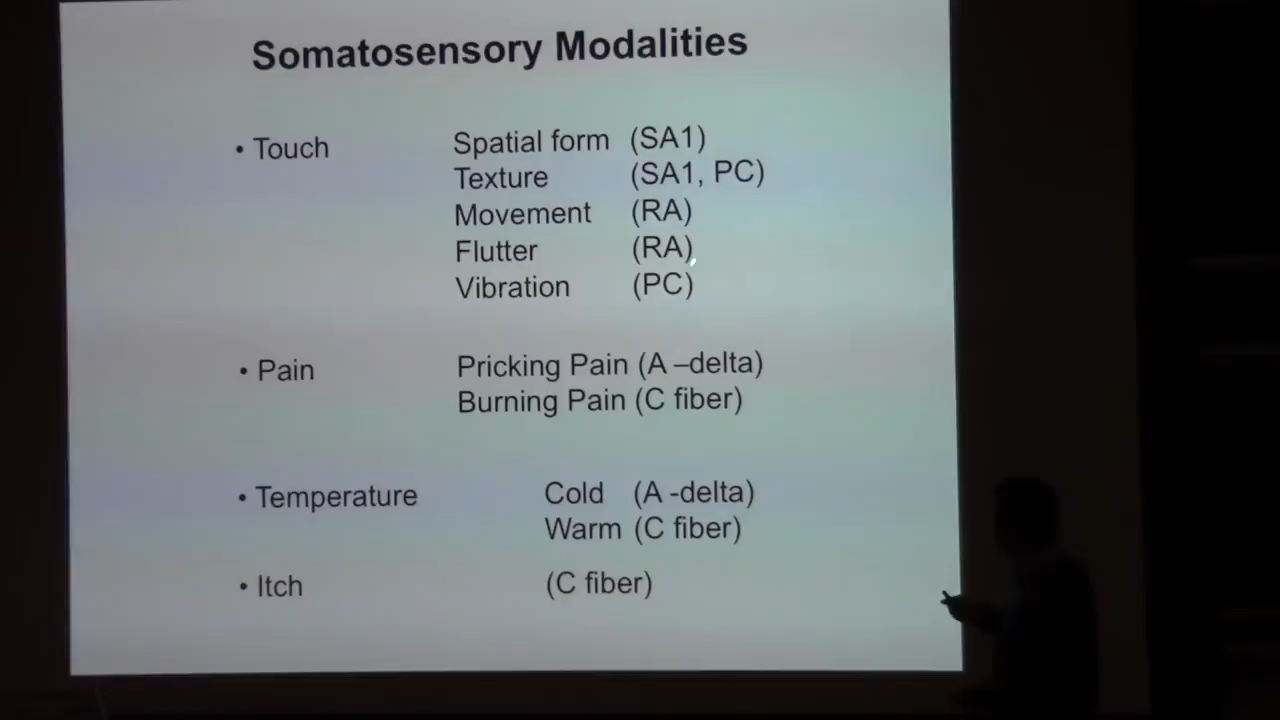 Somatosensory Modalities
• Touch Spatial form (SA1)
Texture (SA1, PC)
Movement (RA)
Flutter (RA)
Vibration (PC)
• Pain Pricking Pain (A –delta)
Burning Pain (C fiber)
• Temperature Cold (A -delta)
Warm (C fiber)
• Itch (C fiber)